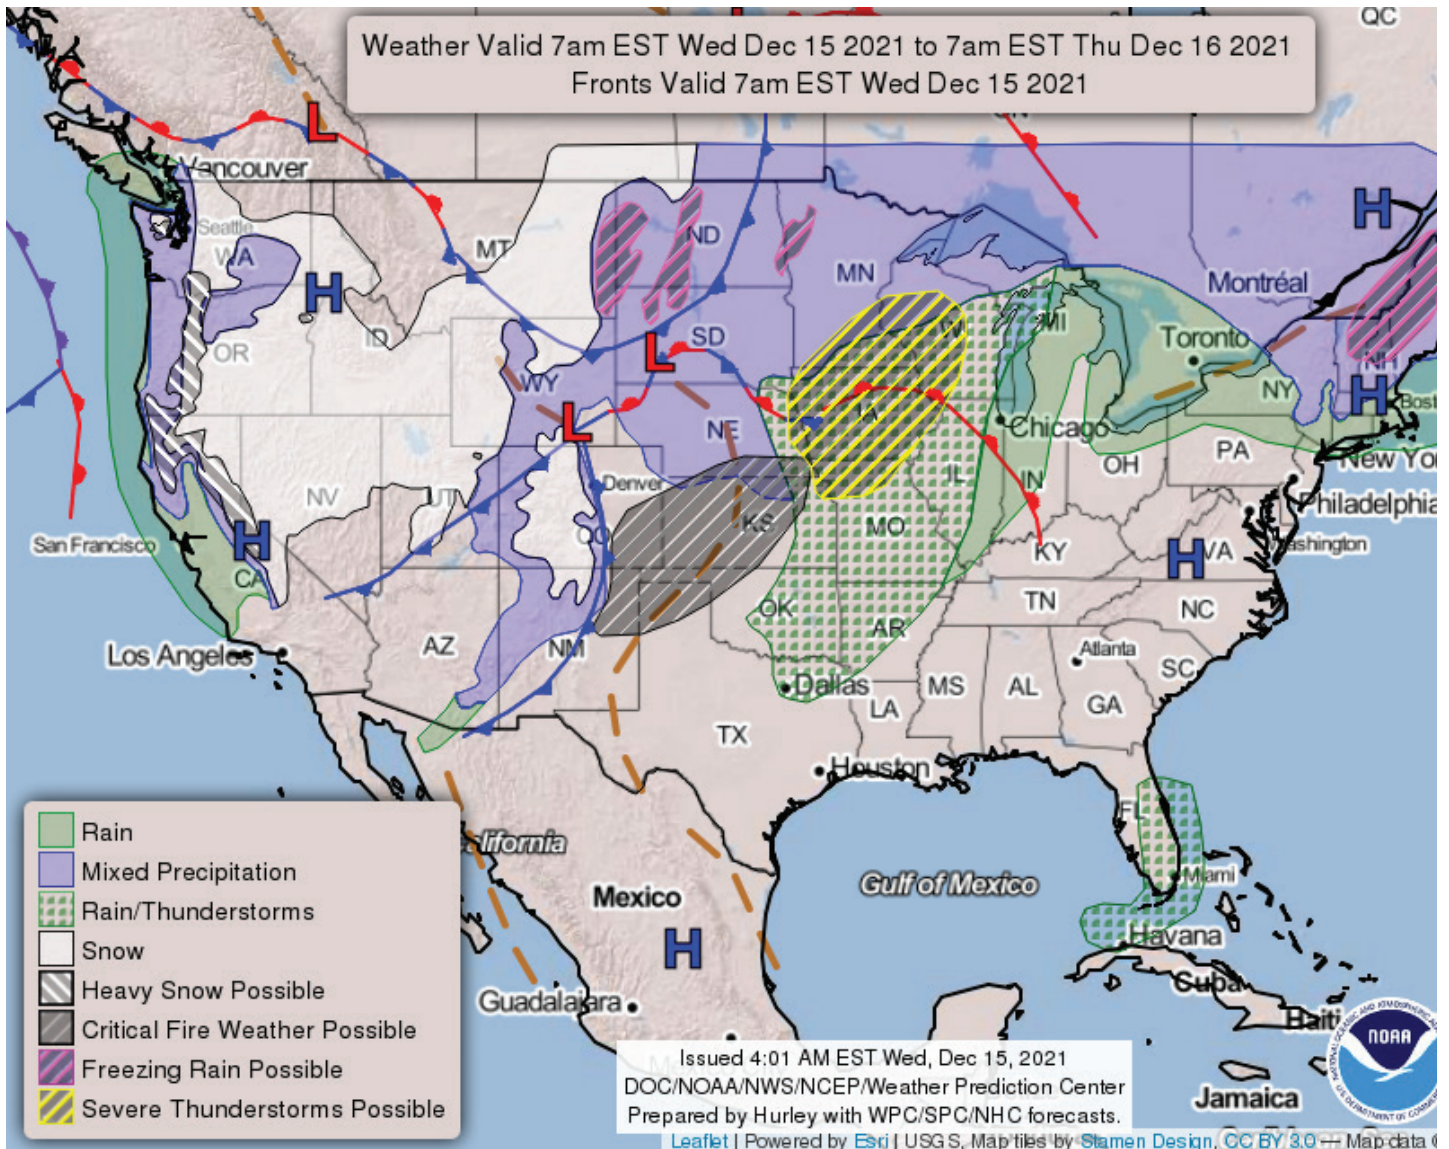 QC
Weather Valid 7am EST Wed Dec 15 2021 to 7am EST Thu Dec 16 2021
Fronts Valid 7am EST Wed Dec 15 2021
L
Vancouver
Seattle
WA
MT
ND
MN
H
Montréal
H
OR
ID
SD
L
WY
MI
Toronto
NY
NH
H
Bost
L
NE
IA
Chicago
NV
UT
Denver
CO
KS
IL
IN
OH
PA
New Yo
Philadelphia
San Francisco
H
CA
MO
KY
H
VA
ashington
Los Angeles
AZ
NM
OK
AR
TN
NC
Atlanta
SC
Dallas
MS
AL
GA
LA
TX
Houston
FL
alifornia
Mexico
Gulf of Mexico
Miami
H
Havana
Cuba
Guadalajara
Haiti
Rain
Mixed Precipitation
Rain/Thunderstorms
Snow
Heavy Snow Possible
Critical Fire Weather Possible
Freezing Rain Possible
Severe Thunderstorms Possible
Issued 4:01 AM EST Wed, Dec 15, 2021
DOC/NOAA/NWS/NCEP/Weather Prediction Center
Prepared by Hurley with WPC/SPC/NHC forecasts.
NOAA
Jamaica
Leaflet | Powered by Esri | USGS, Map tiles by Stamen Design, CC BY 3.0 — Map data ©